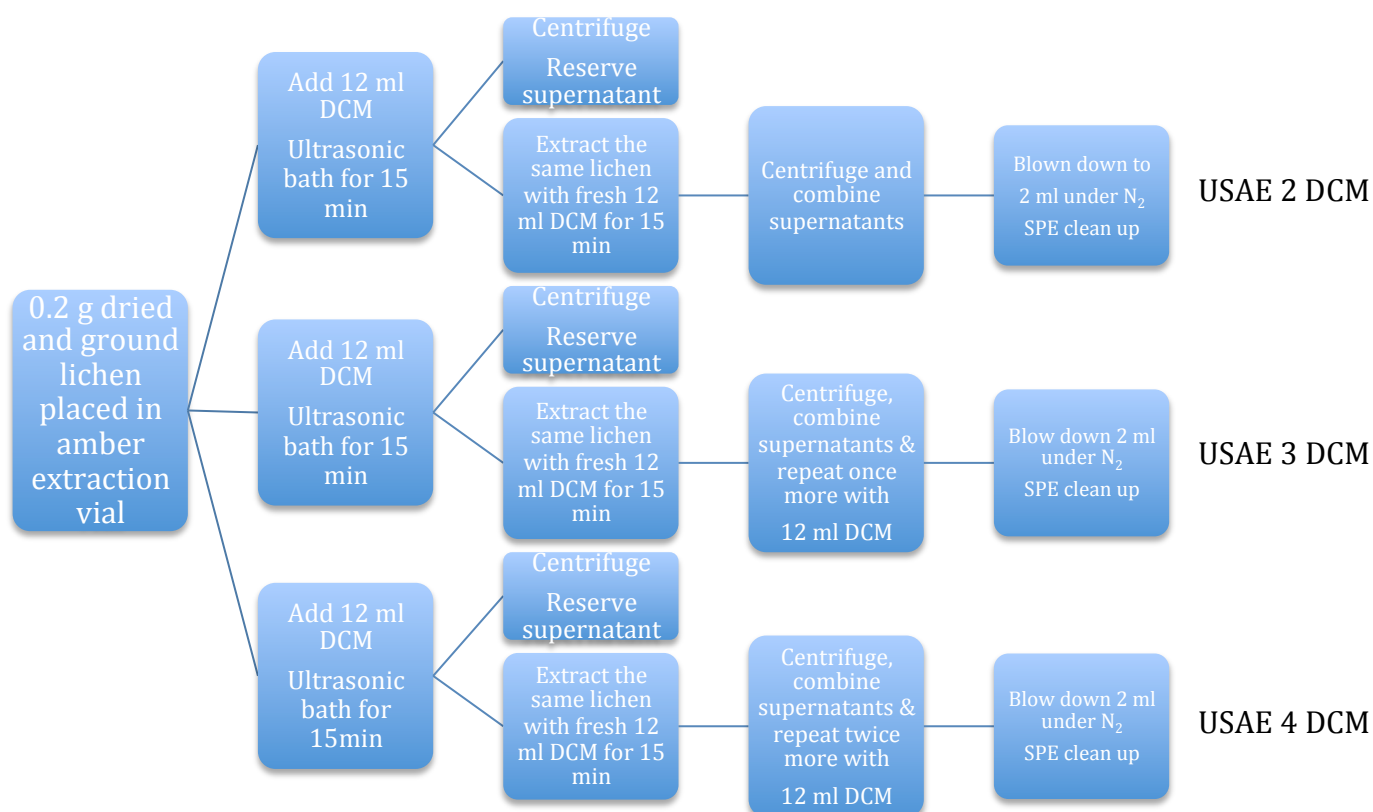 0.2 g dried
and ground
lichen
placed in
amber
extraction
vial
Add 12 ml
DCM
Ultrasonic
bath for 15
min
Centrifuge
Reserve
supernatant
Extract the
same lichen
with fresh 12
ml DCM for 15
min
Centrifuge and
combine
supernatants
Blown down to
2 ml under N₂
SPE clean up
USAE 2 DCM
Add 12 ml
DCM
Ultrasonic
bath for 15
min
Centrifuge
Reserve
supernatant
Extract the
same lichen
with fresh 12
ml DCM for 15
min
Centrifuge,
combine
supernatants &
repeat once
more with
12 ml DCM
Blow down 2 ml
under N₂
SPE clean up
USAE 3 DCM
Add 12 ml
DCM
Ultrasonic
bath for
15min
Centrifuge
Reserve
supernatant
Extract the
same lichen
with fresh 12
ml DCM for 15
min
Centrifuge,
combine
supernatants &
repeat twice
more with
12 ml DCM
Blow down 2 ml
under N₂
SPE clean up
USAE 4 DCM